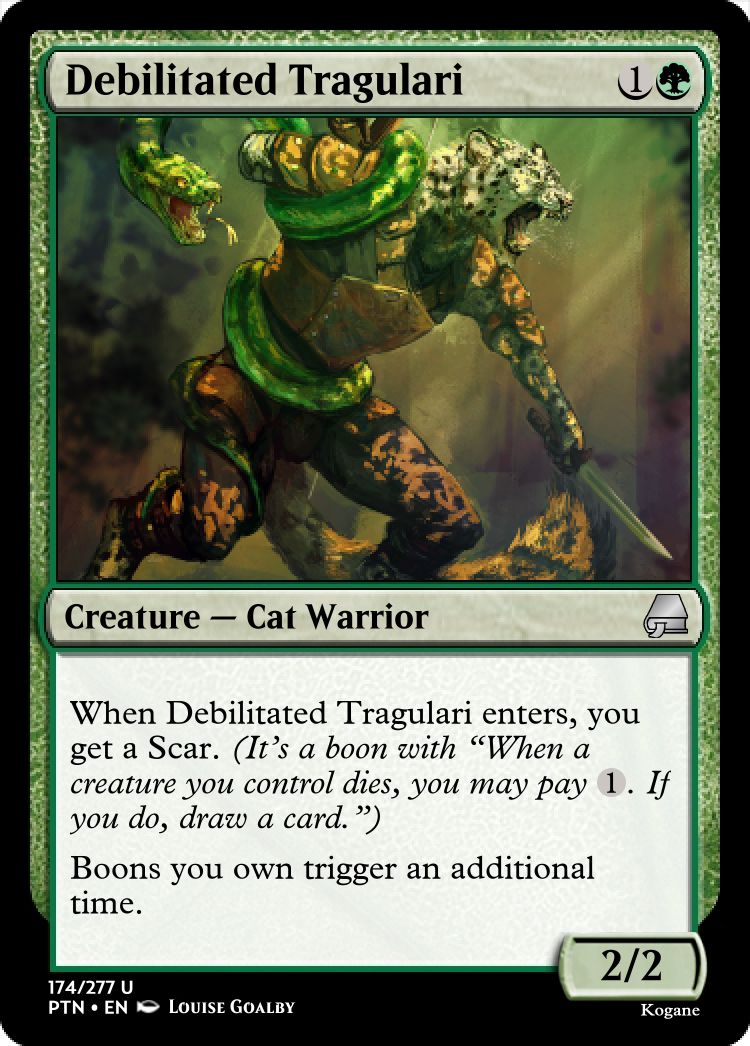 Debilitated Tragulari 1
Creature — Cat Warrior
When Debilitated Tragulari enters, you
get a Scar. (It's a boon with “When a
creature you control dies, you may pay 1. If
you do, draw a card.”)
Boons you own trigger an additional
time.
2/2
174/277 U
PTN • EN Louise Goalby
Kogane